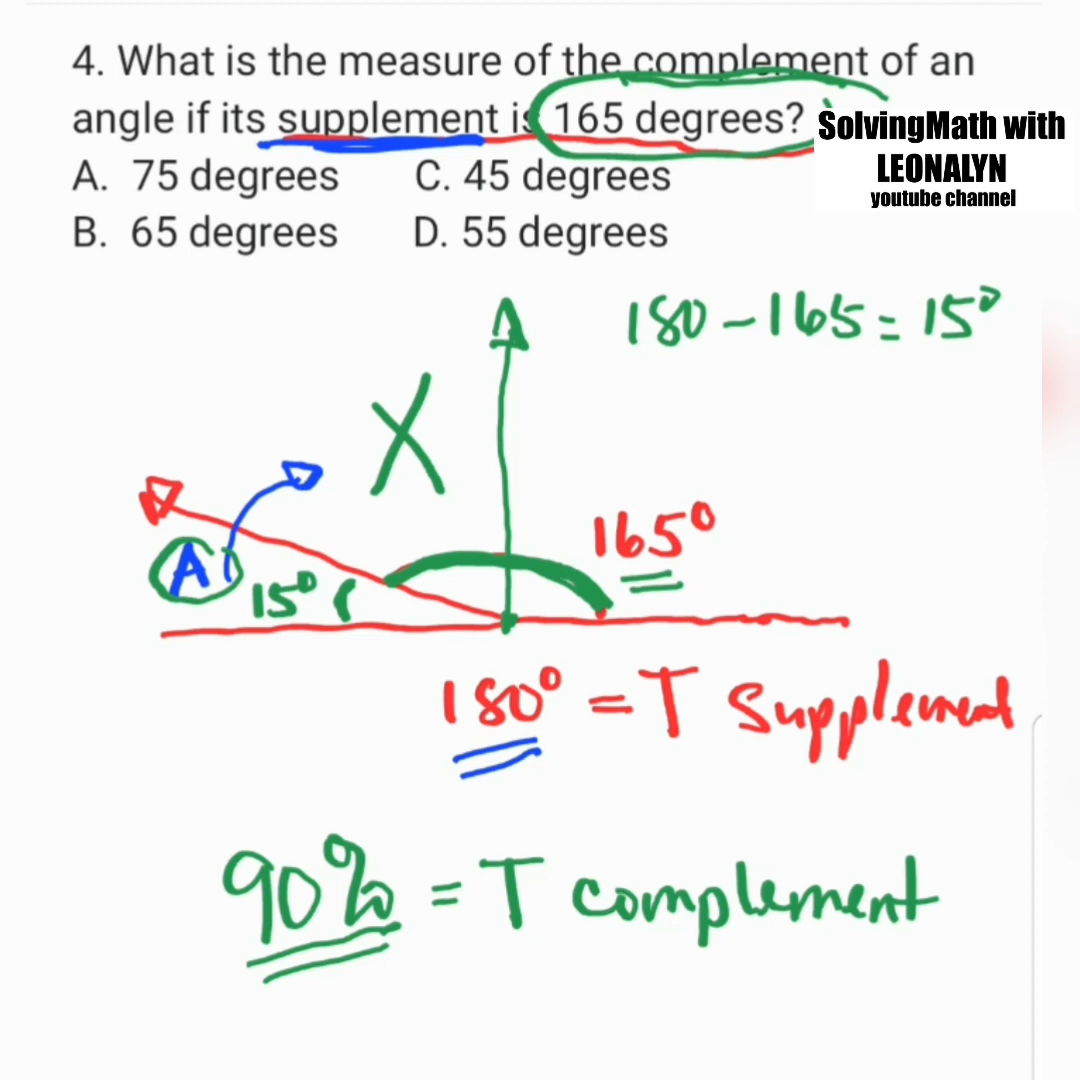 4. What is the measure of the complement of an
angle if its supplement is 165 degrees?
SolvingMath with
LEONALYN
youtube channel
A. 75 degrees C. 45 degrees
B. 65 degrees D. 55 degrees
180 - 165 = 15°
X
165°
A
15°
180° = T Supplement
90% = T complement